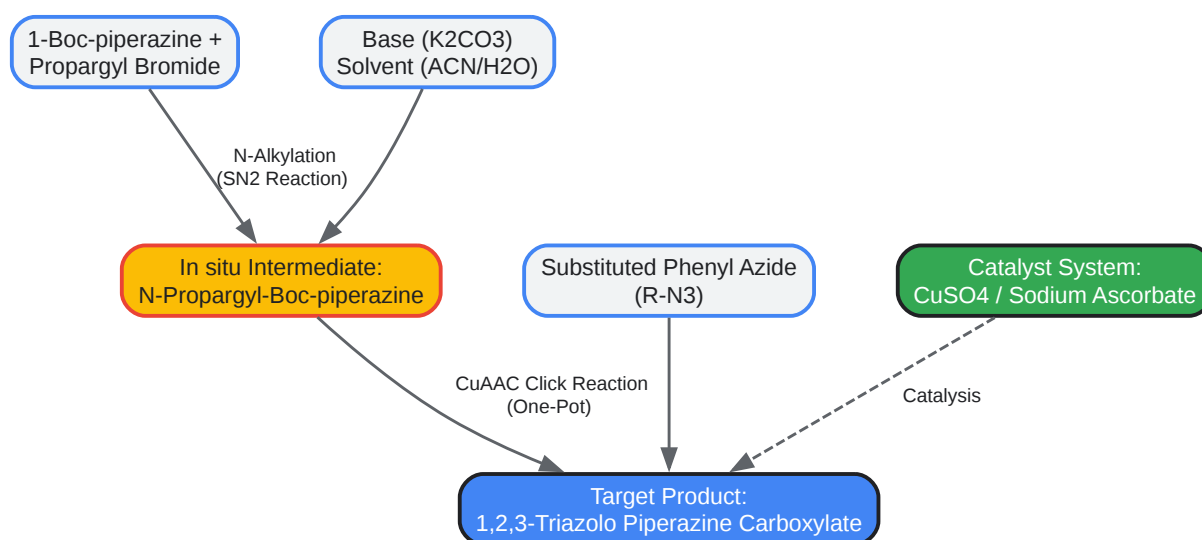 1-Boc-piperazine +
Propargyl Bromide
Base (K2CO3)
Solvent (ACN/H2O)
N-Alkylation
(SN2 Reaction)
In situ Intermediate:
N-Propargyl-Boc-piperazine
Substituted Phenyl Azide
(R-N3)
Catalyst System:
CuSO4 / Sodium Ascorbate
CuAAC Click Reaction
(One-Pot)
Catalysis
Target Product:
1,2,3-Triazolo Piperazine Carboxylate